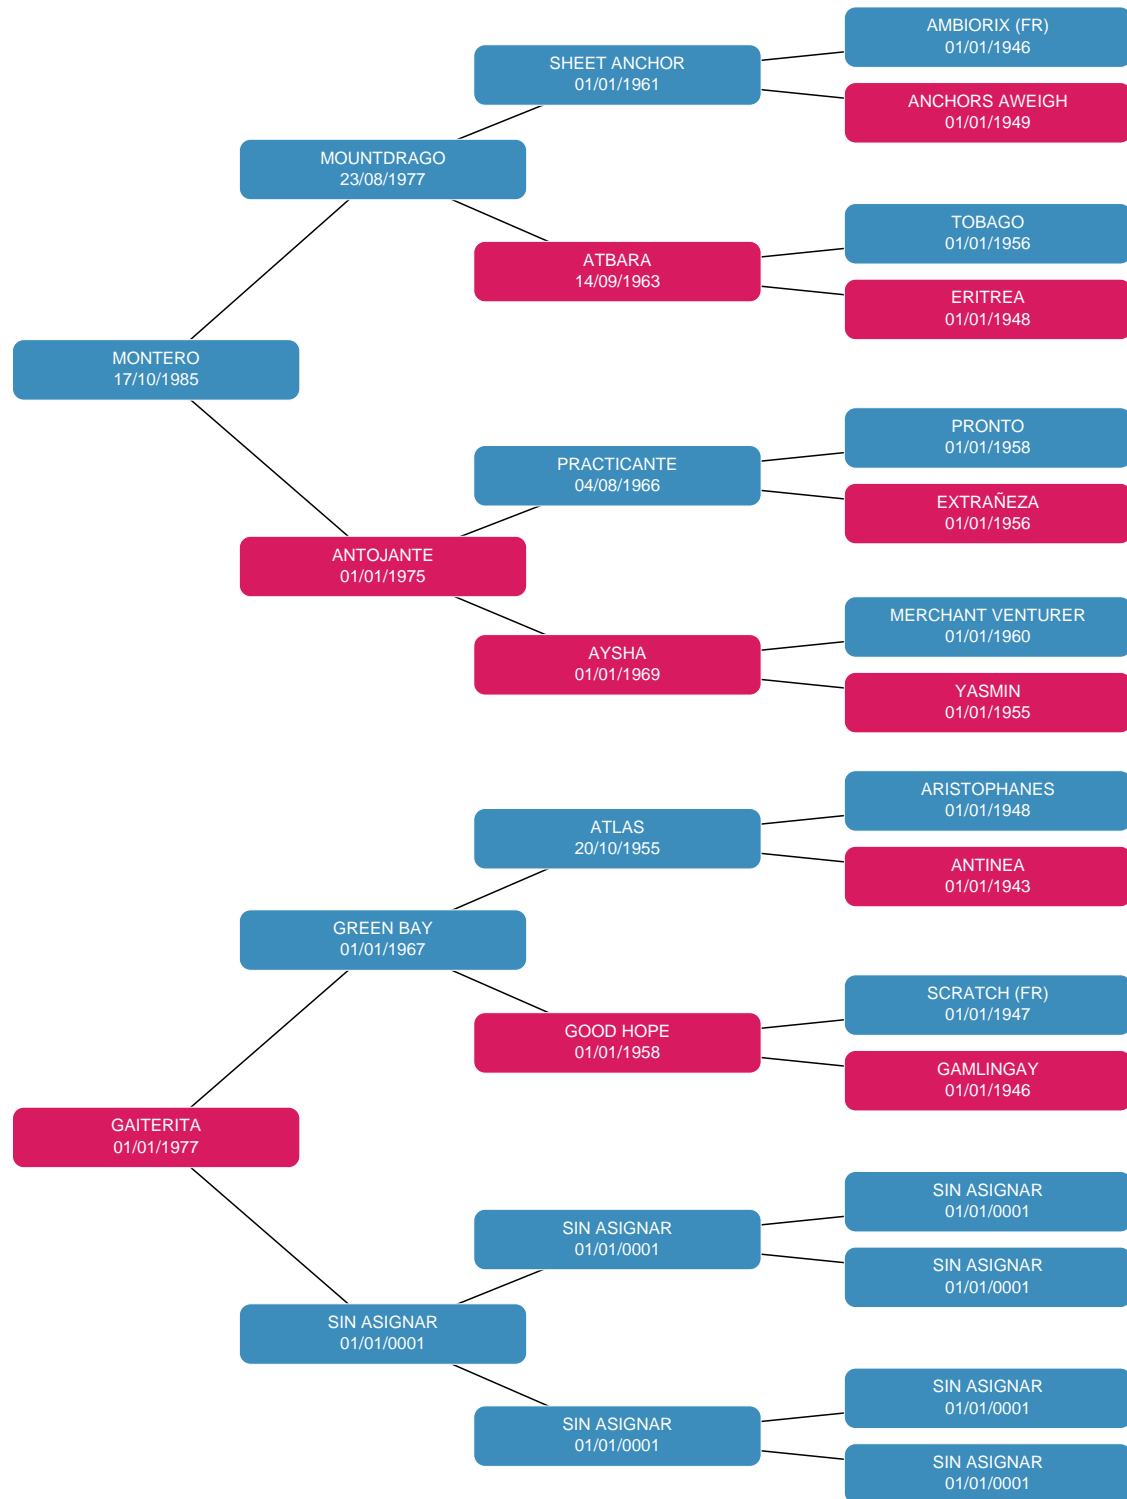 AMBIORIX (FR)
01/01/1946
SHEET ANCHOR
01/01/1961
ANCHORS AWEIGH
01/01/1949
MOUNTDRAGO
23/08/1977
TOBAGO
01/01/1956
ATBARA
14/09/1963
ERITREA
01/01/1948
MONTERO
17/10/1985
PRONTO
01/01/1958
PRACTICANTE
04/08/1966
EXTRAÑEZA
01/01/1956
ANTOJANTE
01/01/1975
MERCHANT VENTURER
01/01/1960
AYSHA
01/01/1969
YASMIN
01/01/1955
ARISTOPHANES
01/01/1948
ATLAS
20/10/1955
ANTINEA
01/01/1943
GREEN BAY
01/01/1967
SCRATCH (FR)
01/01/1947
GOOD HOPE
01/01/1958
GAMLINGAY
01/01/1946
GAITERITA
01/01/1977
SIN ASIGNAR
01/01/0001
SIN ASIGNAR
01/01/0001
SIN ASIGNAR
01/01/0001
SIN ASIGNAR
01/01/0001
SIN ASIGNAR
01/01/0001
SIN ASIGNAR
01/01/0001
SIN ASIGNAR
01/01/0001